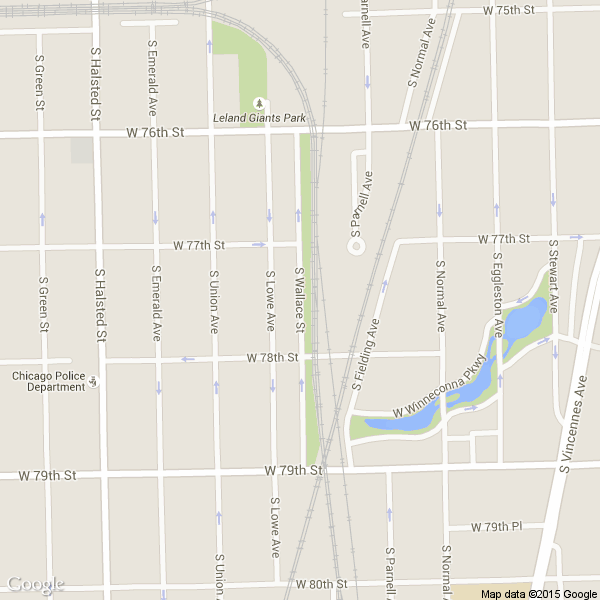 W 75th St
S Parnell Ave
S Normal Ave
S Green St
S Halsted St
S Emerald Ave
Leland Giants Park
W 76th St
W 76th St
S Parnell Ave
W 77th St
W 77th St
S Green St
S Halsted St
S Emerald Ave
S Union Ave
S Lowe Ave
S Wallace St
S Normal Ave
S Eggleston Ave
S Stewart Ave
S Fielding Ave
W 78th St
Chicago Police
Department
W Winneconna Pkwy
S Vincennes Ave
W 79th St
W 79th St
W 79th St
S Lowe Ave
W 79th Pl
S Union A
S Parnell A
S Normal A
W 80th St
Google
Map data ©2015 Google